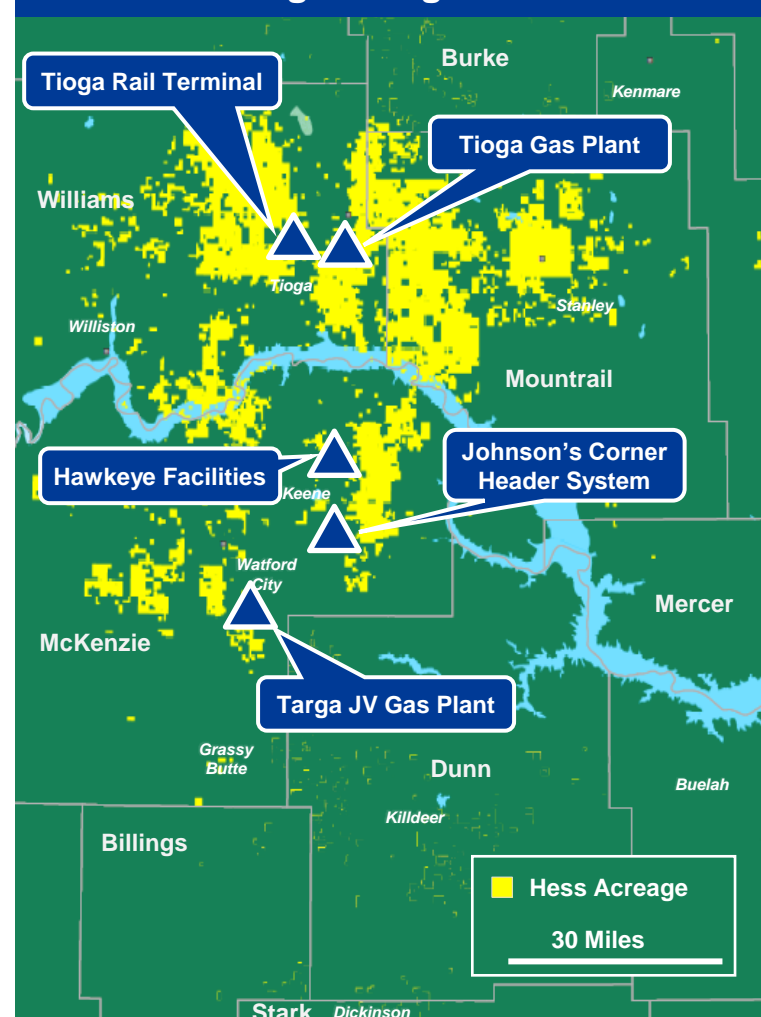 Burke
Tioga Rail Terminal
Kenmare
Tioga Gas Plant
Williams
Tioga
Stanley
Williston
Mountrail
Johnson’s Corner
Header System
Hawkeye Facilities
Keene
Watford
City
Mercer
McKenzie
Targa JV Gas Plant
Grassy
Butte
Dunn
Buelah
Killdeer
Billings
Hess Acreage
30 Miles
Stark
Dickinson